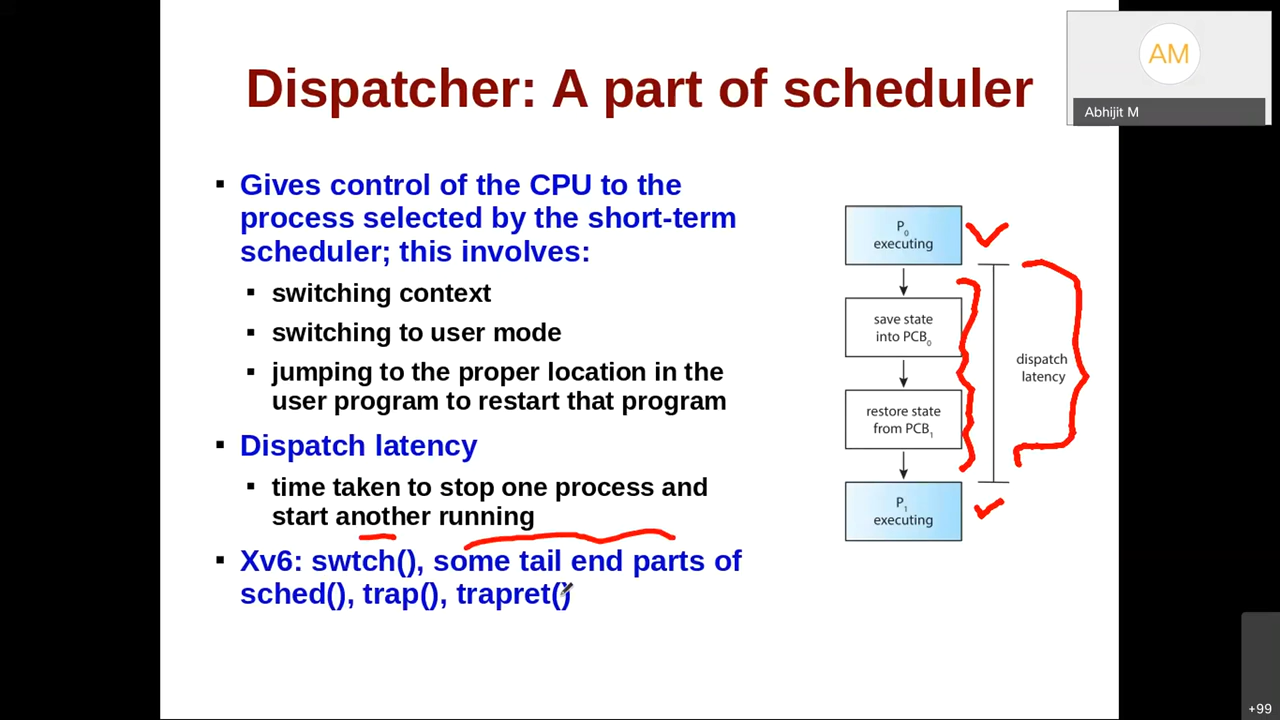 Dispatcher: A part of scheduler
AM
Abhijit M
▪ Gives control of the CPU to the
process selected by the short-term
scheduler; this involves:
▪ switching context
▪ switching to user mode
▪ jumping to the proper location in the
user program to restart that program
▪ Dispatch latency
▪ time taken to stop one process and
start another running
▪ Xv6: swtch(), some tail end parts of
sched(), trap(), trapret()
P0
executing
save state
into PCB0
restore state
from PCB1
P1
executing
dispatch
latency
+99